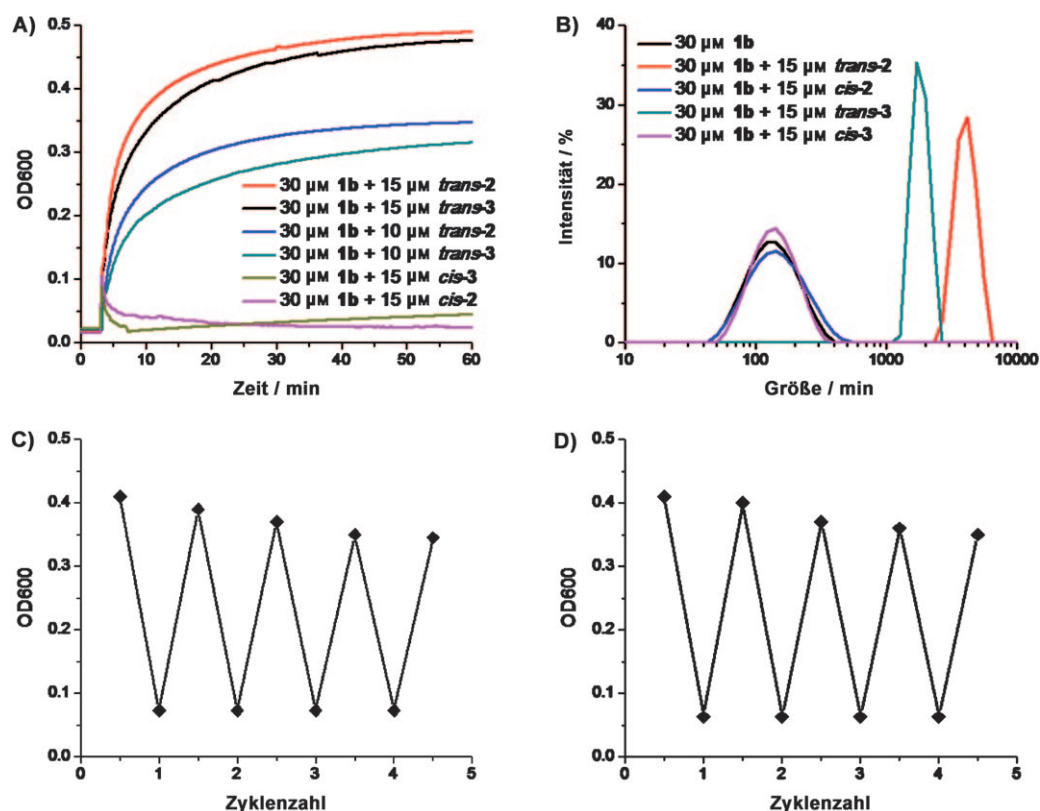 A)
0.5
0.4
0.3
0.2
0.1
0.0
OD600
30 µM 1b + 15 µM trans-2
30 µM 1b + 15 µM trans-3
30 µM 1b + 10 µM trans-2
30 µM 1b + 10 µM trans-3
30 µM 1b + 15 µM cis-3
30 µM 1b + 15 µM cis-2
0 10 20 30 40 50 60
Zeit / min
B)
40
30
20
10
0
Intensität / %
30 µM 1b
30 µM 1b + 15 µM trans-2
30 µM 1b + 15 µM cis-2
30 µM 1b + 15 µM trans-3
30 µM 1b + 15 µM cis-3
10 100 1000 10000
Größe / min
C)
0.5
0.4
0.3
0.2
0.1
0.0
OD600
0 1 2 3 4 5
Zyklenzahl
D)
0.5
0.4
0.3
0.2
0.1
0.0
OD600
0 1 2 3 4 5
Zyklenzahl